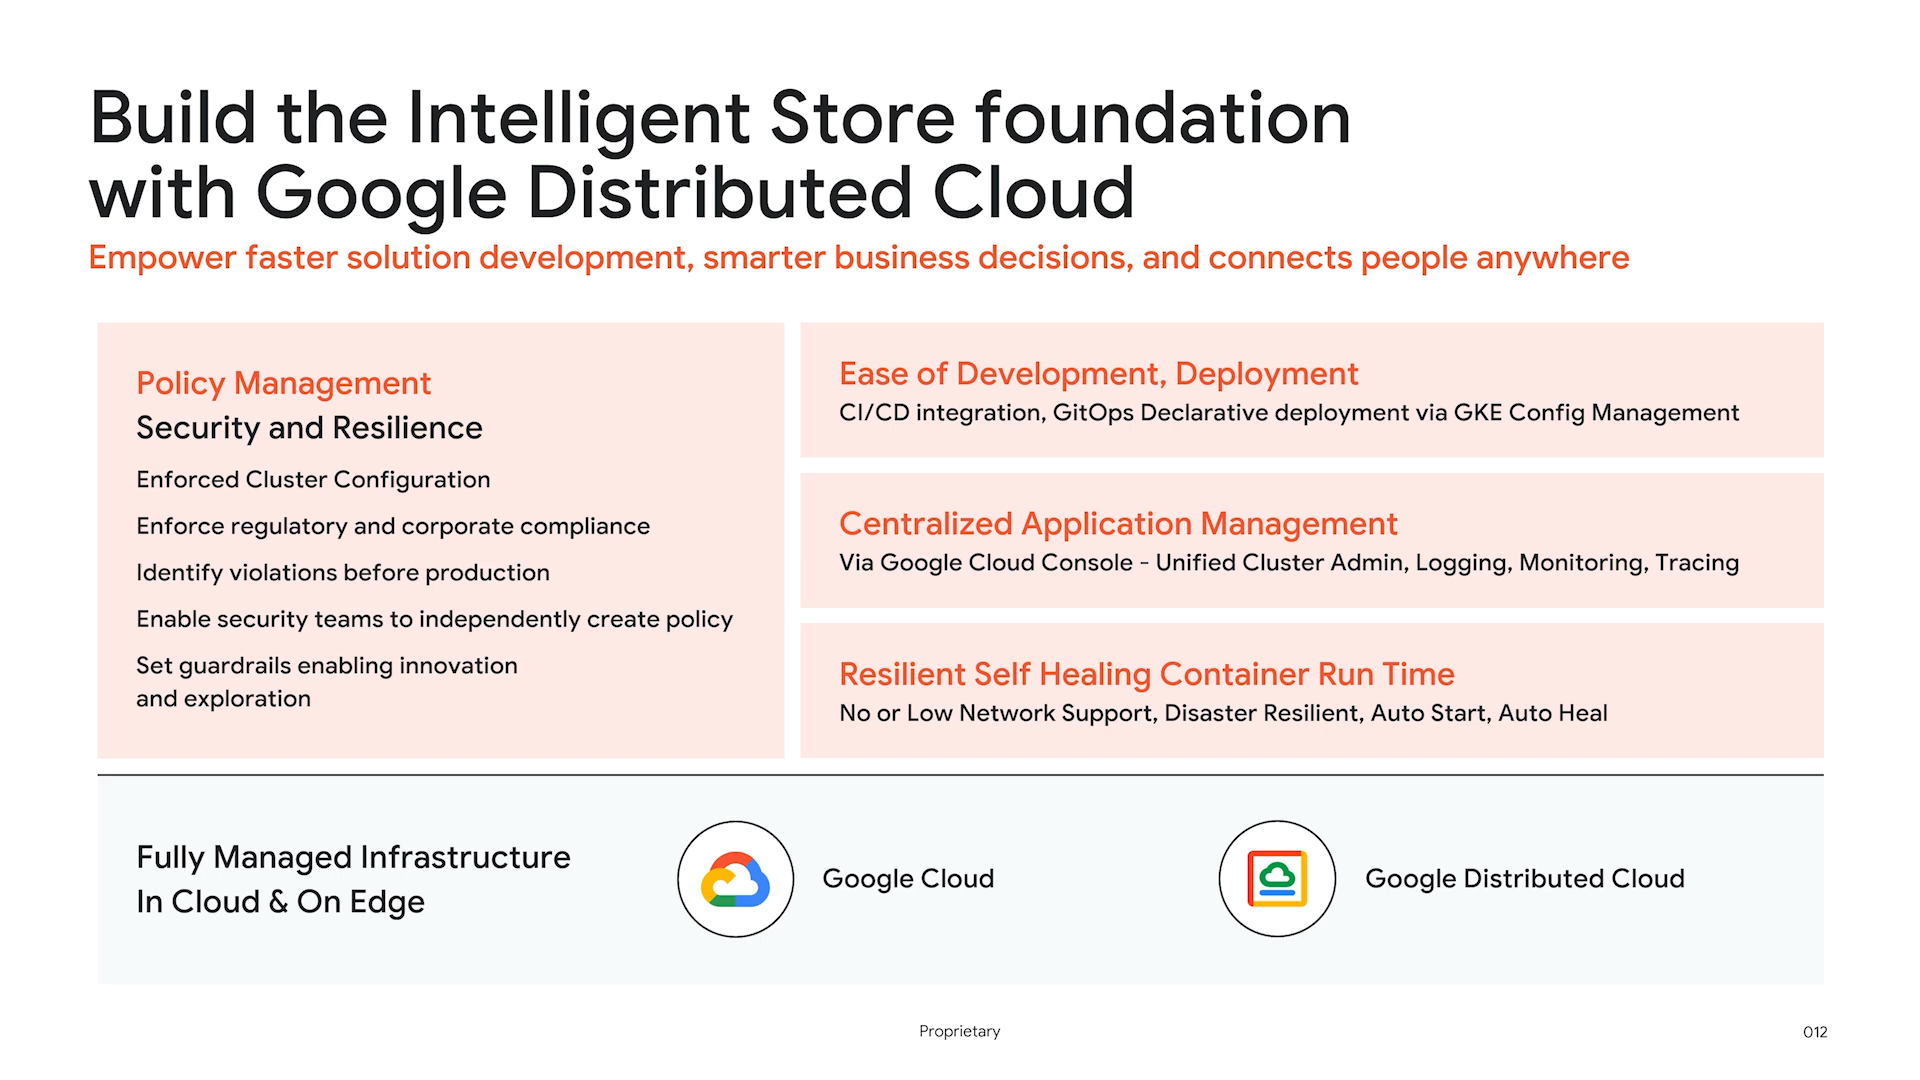 Build the Intelligent Store foundation
with Google Distributed Cloud
Empower faster solution development, smarter business decisions, and connects people anywhere
Policy Management
Security and Resilience
Enforced Cluster Configuration
Enforce regulatory and corporate compliance
Identify violations before production
Enable security teams to independently create policy
Set guardrails enabling innovation
and exploration
Ease of Development, Deployment
CI/CD integration, GitOps Declarative deployment via GKE Config Management
Centralized Application Management
Via Google Cloud Console - Unified Cluster Admin, Logging, Monitoring, Tracing
Resilient Self Healing Container Run Time
No or Low Network Support, Disaster Resilient, Auto Start, Auto Heal
Fully Managed Infrastructure
In Cloud & On Edge
Google Cloud
Google Distributed Cloud
Proprietary
012